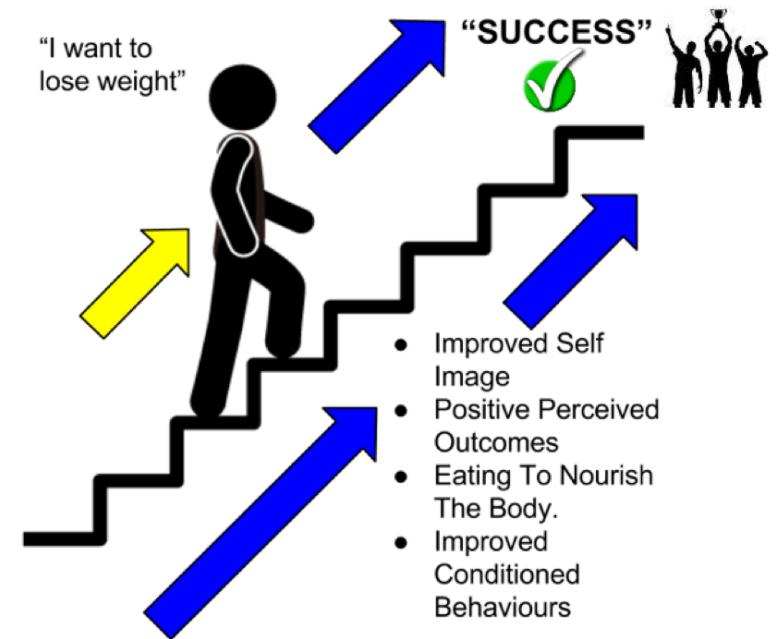 “I want to
lose weight”
“SUCCESS”
● Improved Self
Image
● Positive Perceived
Outcomes
● Eating To Nourish
The Body.
● Improved
Conditioned
Behaviours